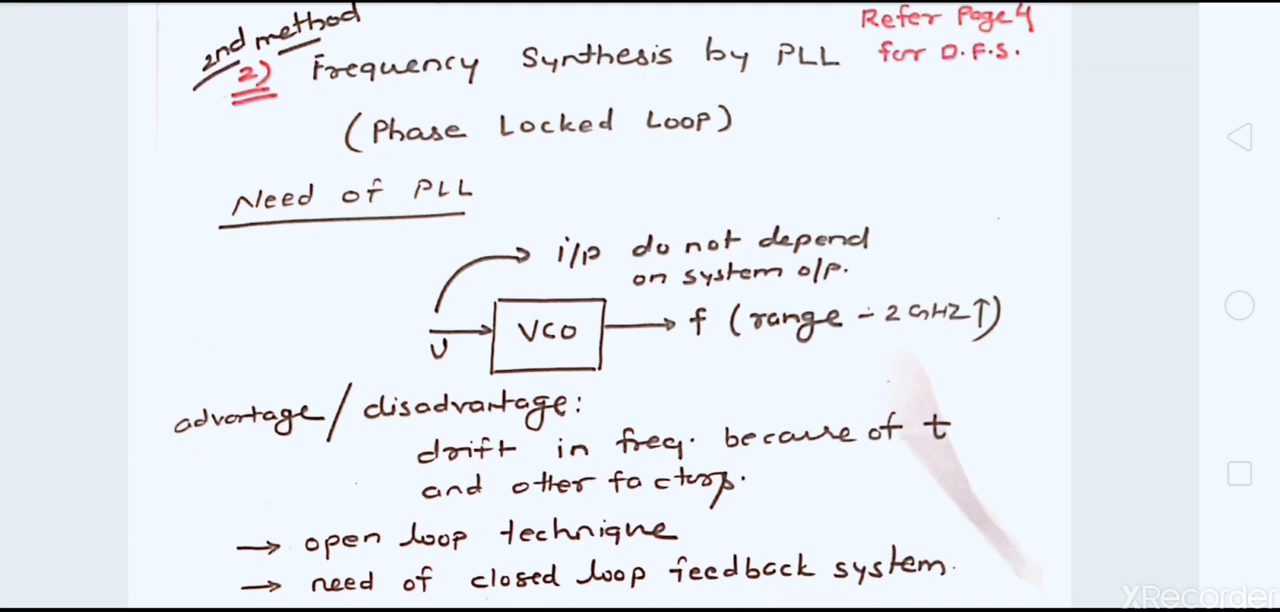 2nd method
Refer Page 4
for D.F.S.
2) Frequency Synthesis by PLL
(Phase Locked Loop)
Need of PLL
i/p do not depend
on system o/p.
V
VCO
f (range - 2 GHZ ↑)
advantage/disadvantage:
drift in freq. because of t
and other factors.
→ open loop technique
→ need of closed loop feedback system.
XRecorder